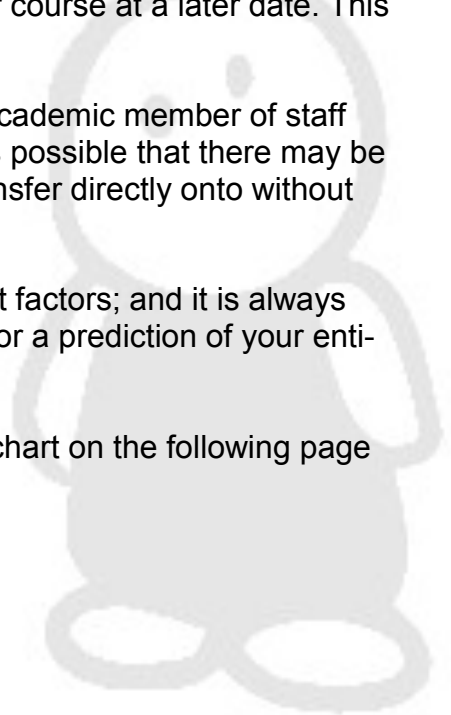 course at a later date. This
cademic member of staff
possible that there may be
nsfer directly onto without
t factors; and it is always
or a prediction of your enti-
chart on the following page